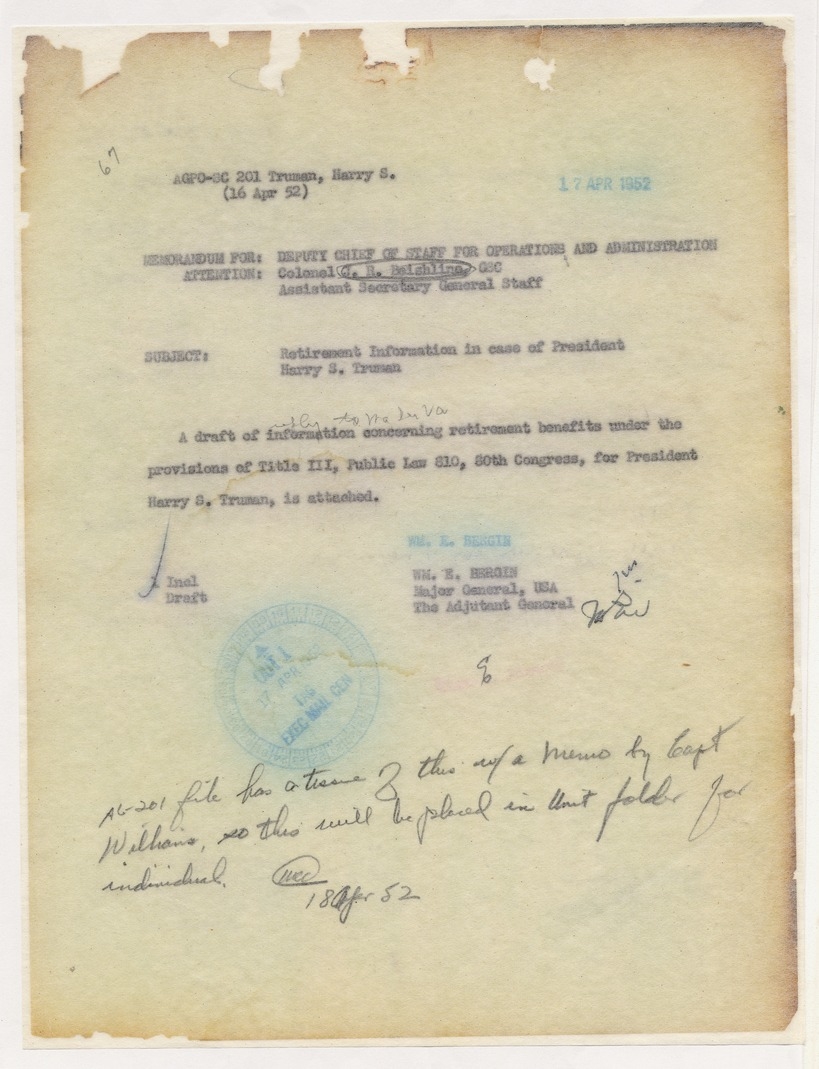 67
AGPO-SC 201 Truman, Harry S.
(16 Apr 52)
17 APR 1952
MEMORANDUM FOR: DEPUTY CHIEF OF STAFF FOR OPERATIONS AND ADMINISTRATION
ATTENTION: Colonel J. R. Beishline, GSC
Assistant Secretary General Staff
SUBJECT: Retirement Information in case of President
Harry S. Truman
A draft of information concerning retirement benefits under the
provisions of Title III, Public Law 810, 80th Congress, for President
Harry S. Truman, is attached.
WM. E. BERGIN
1 Incl
Draft
WM. E. BERGIN
Major General, USA
The Adjutant General
17 APR
TAG
AG-201 file has a tissue of this w/a Memo by Capt
Williams, so this will be placed in Unit folder for
individual.
18 Apr 52